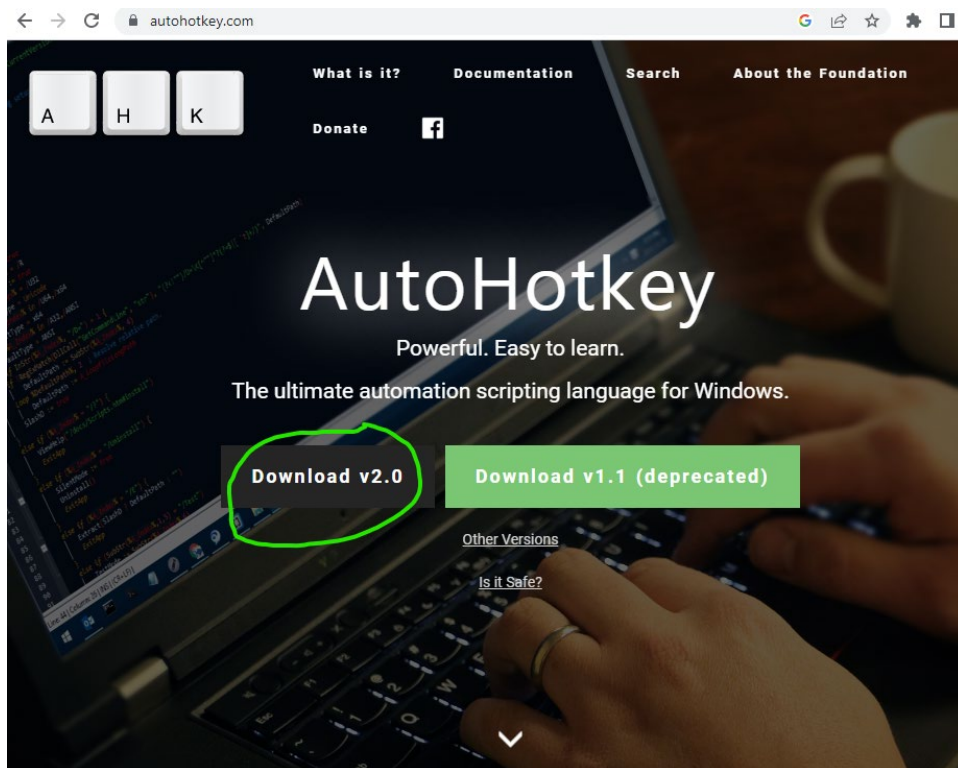 autohotkey.com
What is it?
Documentation
Search
About the Foundation
A H K
Donate
AutoHotkey
Powerful. Easy to learn.
The ultimate automation scripting language for Windows.
Download v2.0
Download v1.1 (deprecated)
Other Versions
Is it Safe?